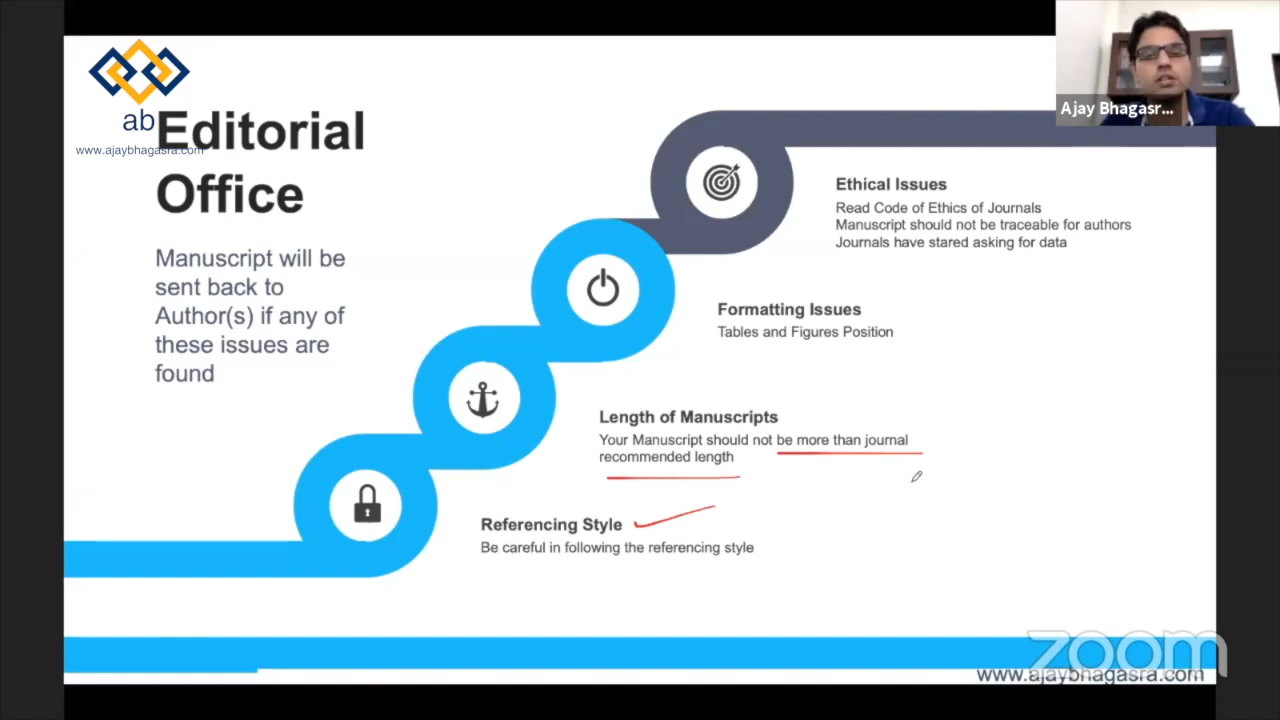 ab
www.ajaybhagasra.com
Editorial
Office
Manuscript will be
sent back to
Author(s) if any of
these issues are
found
Ajay Bhagasr...
Ethical Issues
Read Code of Ethics of Journals
Manuscript should not be traceable for authors
Journals have stared asking for data
Formatting Issues
Tables and Figures Position
Length of Manuscripts
Your Manuscript should not be more than journal
recommended length
Referencing Style
Be careful in following the referencing style
zoom
www.ajaybhagasra.com